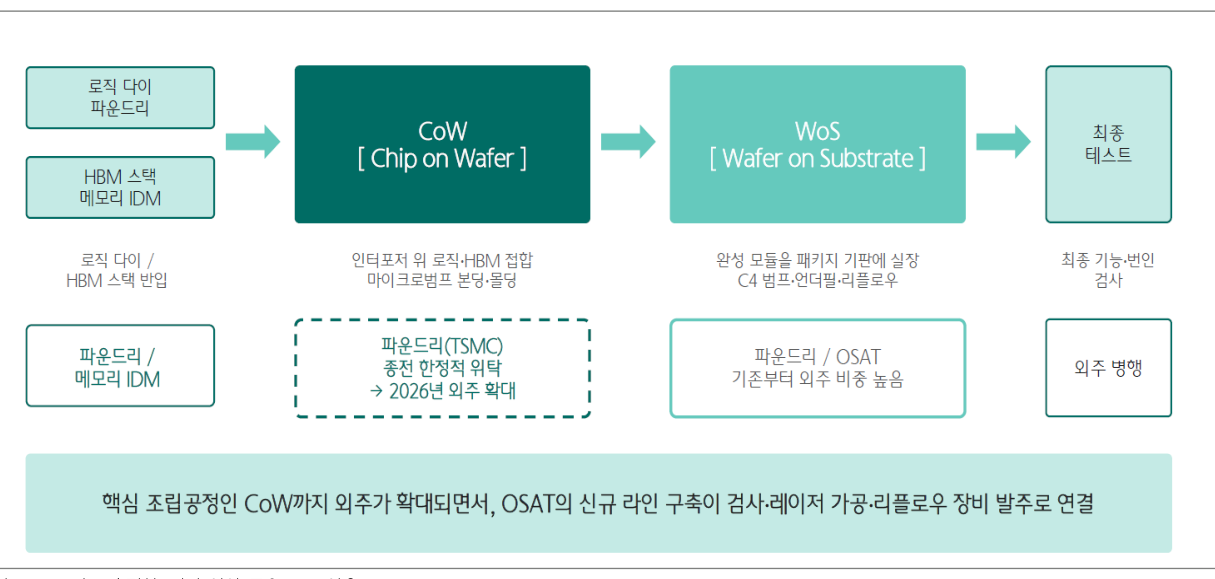 로직 다이
파운드리
HBM 스택
메모리 IDM
CoW
[ Chip on Wafer ]
WoS
[ Wafer on Substrate ]
최종
테스트
로직 다이 /
HBM 스택 반입
인터포저 위 로직·HBM 접합
마이크로범프 본딩·몰딩
완성 모듈을 패키지 기판에 실장
C4 범프·언더필·리플로우
최종 기능·번인
검사
파운드리 /
메모리 IDM
파운드리(TSMC)
종전 한정적 위탁
→ 2026년 외주 확대
파운드리 / OSAT
기존부터 외주 비중 높음
외주 병행
핵심 조립공정인 CoW까지 외주가 확대되면서, OSAT의 신규 라인 구축이 검사·레이저 가공·리플로우 장비 발주로 연결